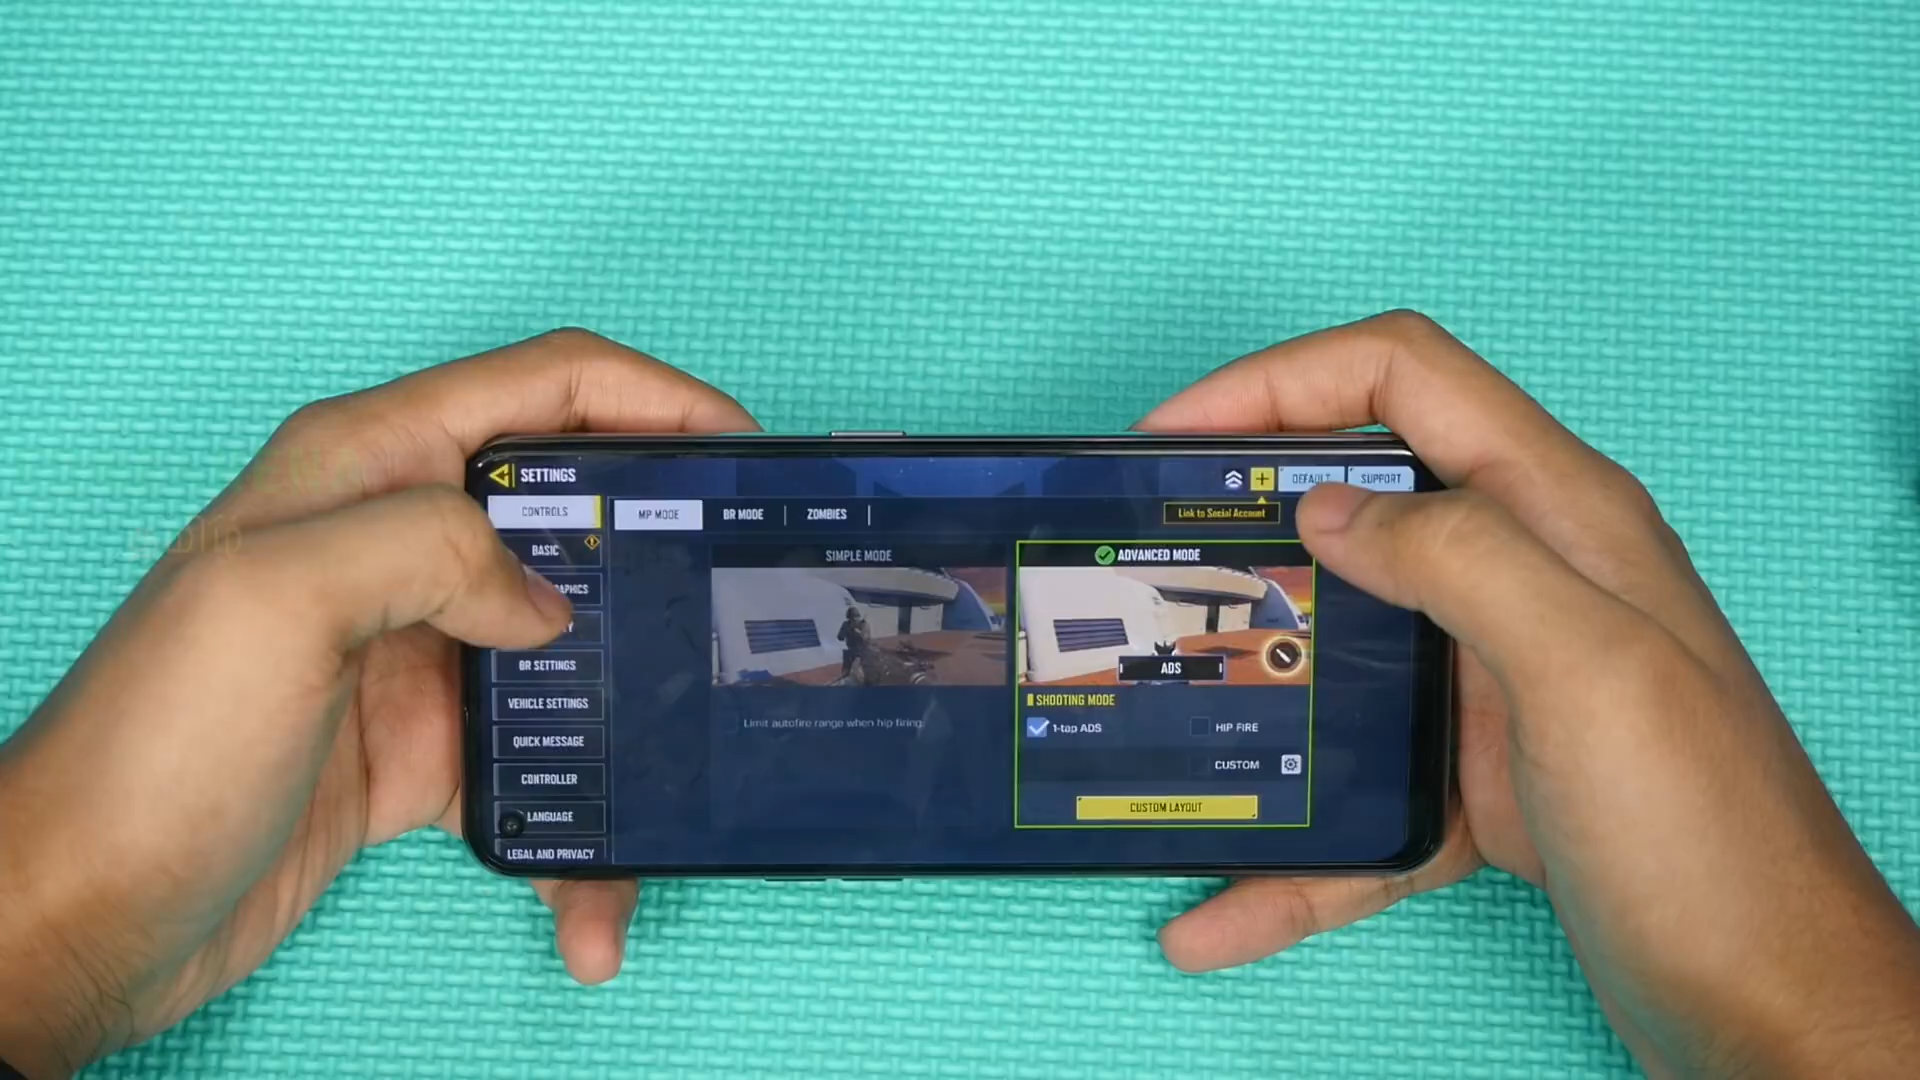 SETTINGS
DEFAULT
SUPPORT
CONTROLS
MP MODE
BR MODE
ZOMBIES
Link to Social Account
BASIC
SIMPLE MODE
ADVANCED MODE
BR SETTINGS
ADS
VEHICLE SETTINGS
SHOOTING MODE
Limit autofire range when hip firing.
1-tap ADS
HIP FIRE
QUICK MESSAGE
CUSTOM
CONTROLLER
CUSTOM LAYOUT
LANGUAGE
LEGAL AND PRIVACY